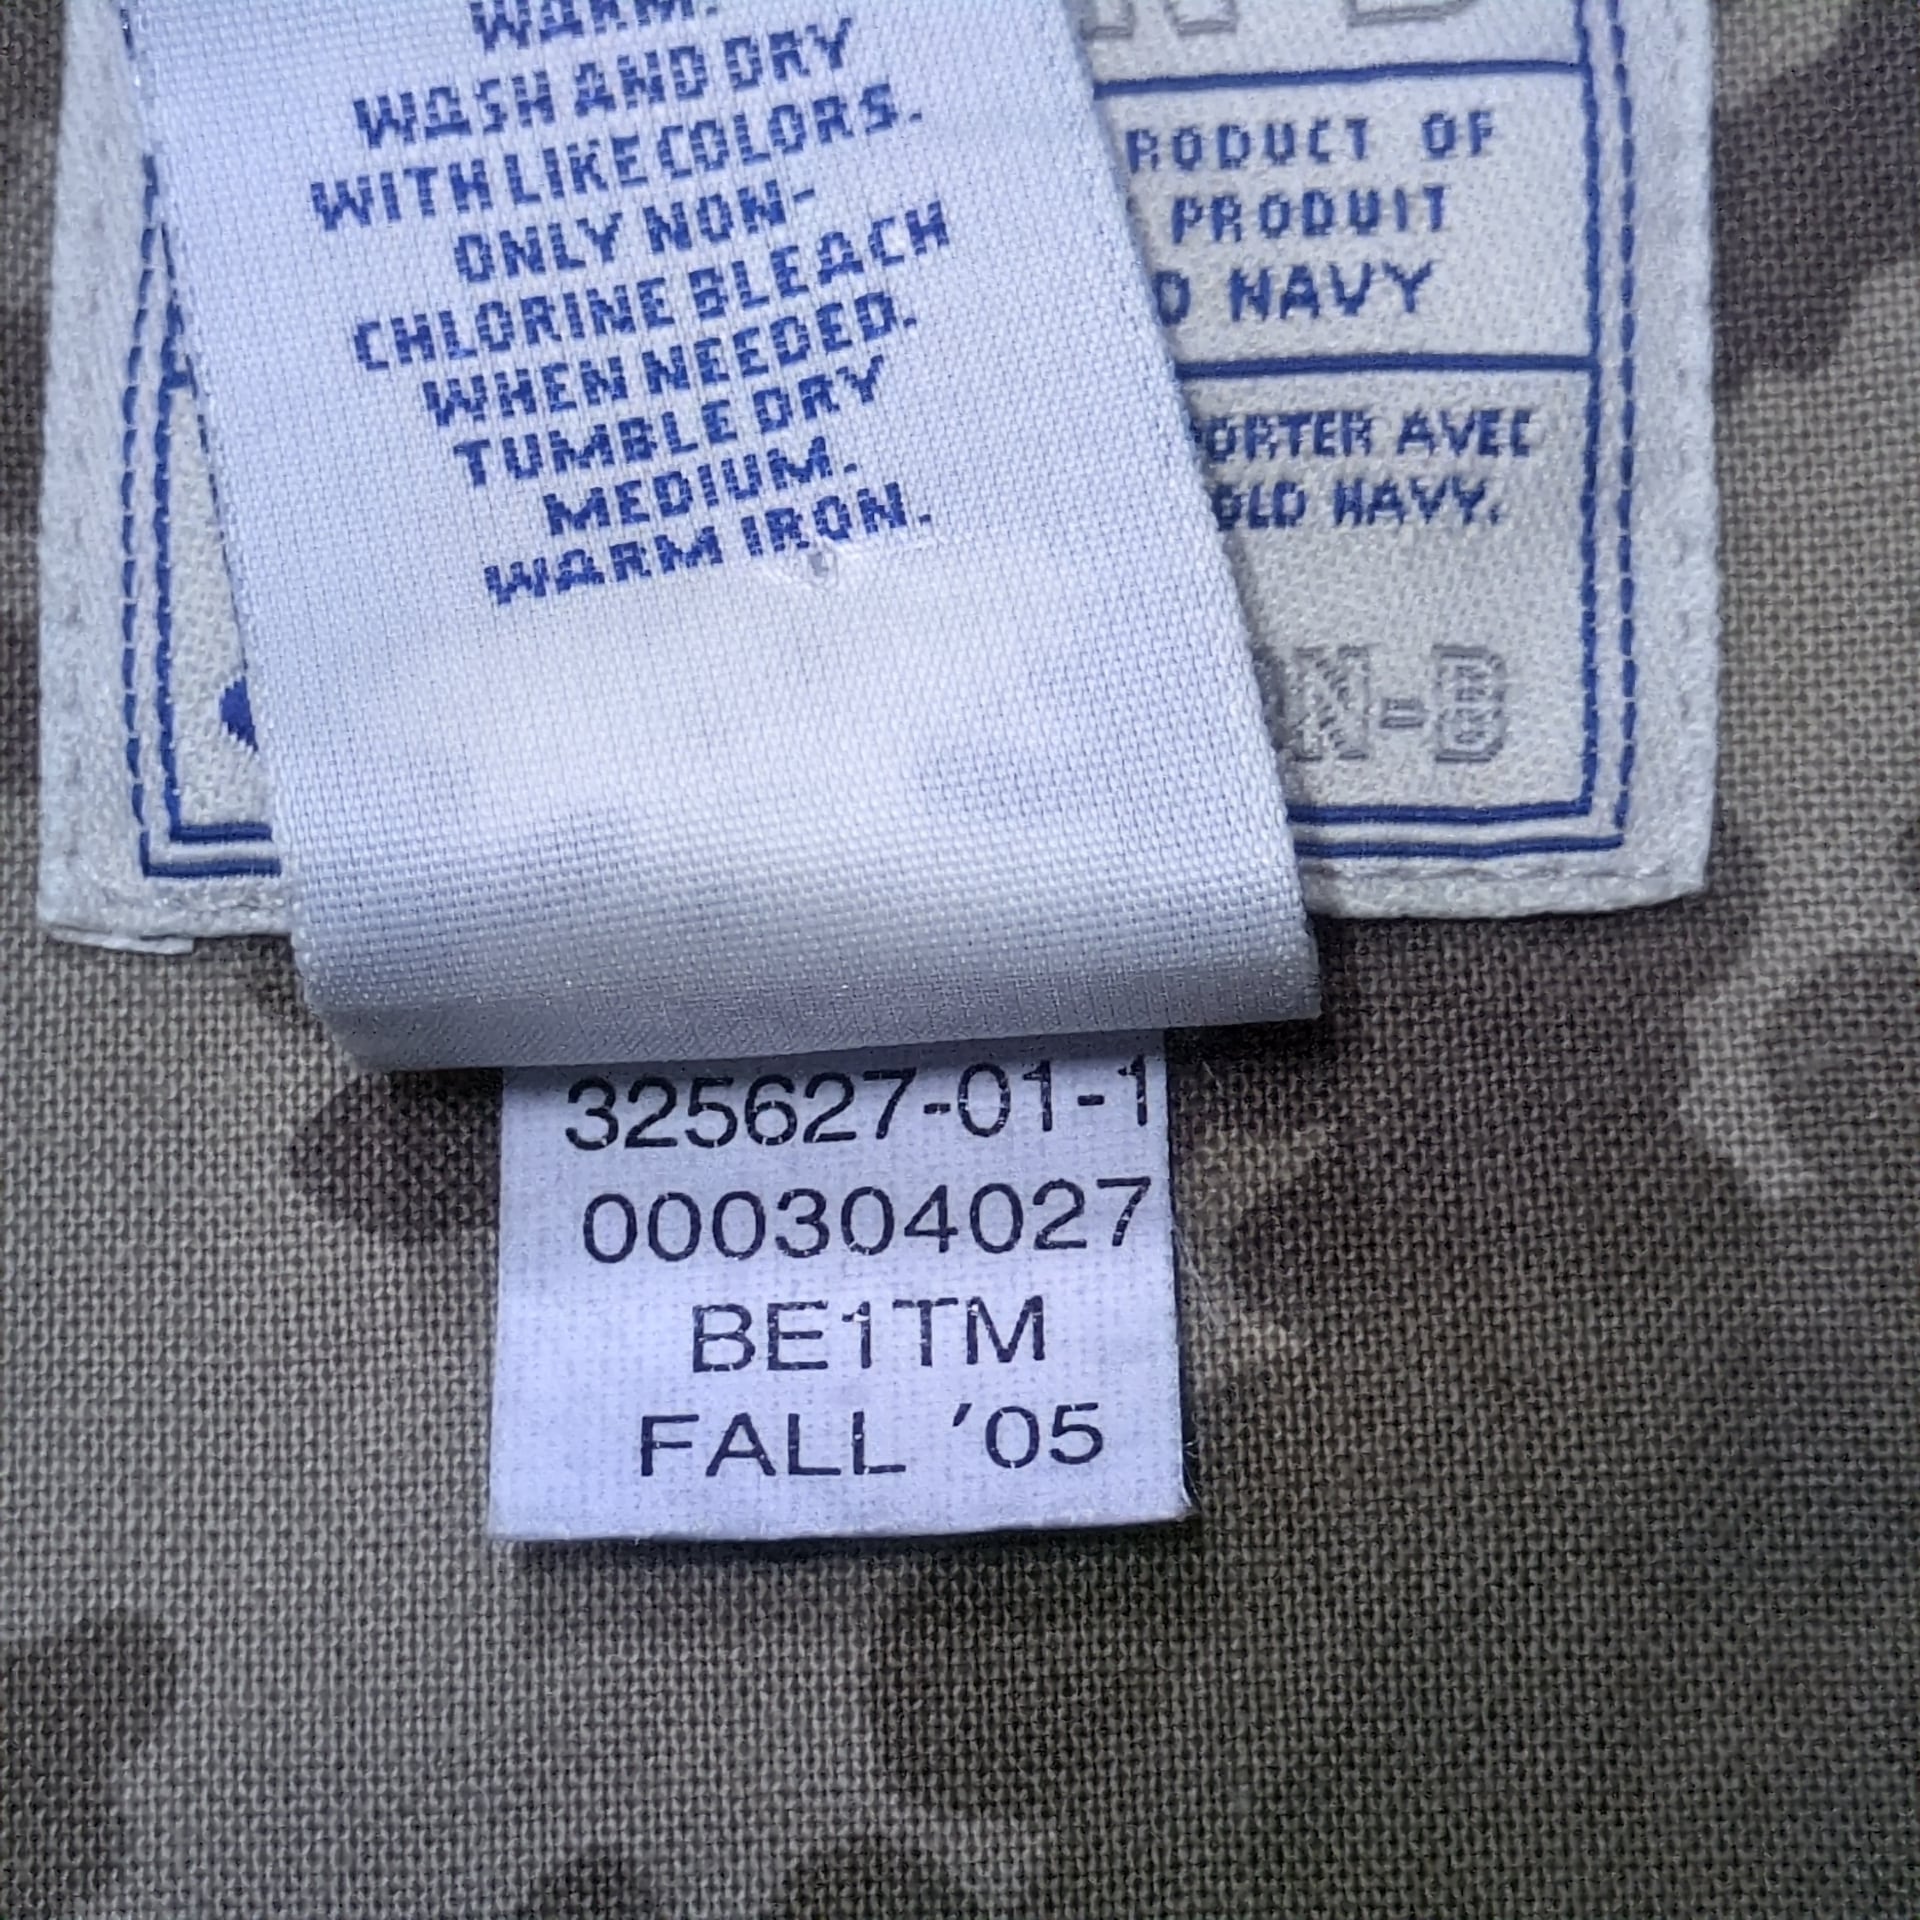 WARM.
WASH AND DRY
WITH LIKE COLORS.
ONLY NON-
CHLORINE BLEACH
WHEN NEEDED.
TUMBLE DRY
MEDIUM.
WARM IRON.
RODUCT OF
PRODUIT
D NAVY
PORTER AVEC
OLD NAVY.
N-B
325627-01-1
000304027
BE1TM
FALL '05